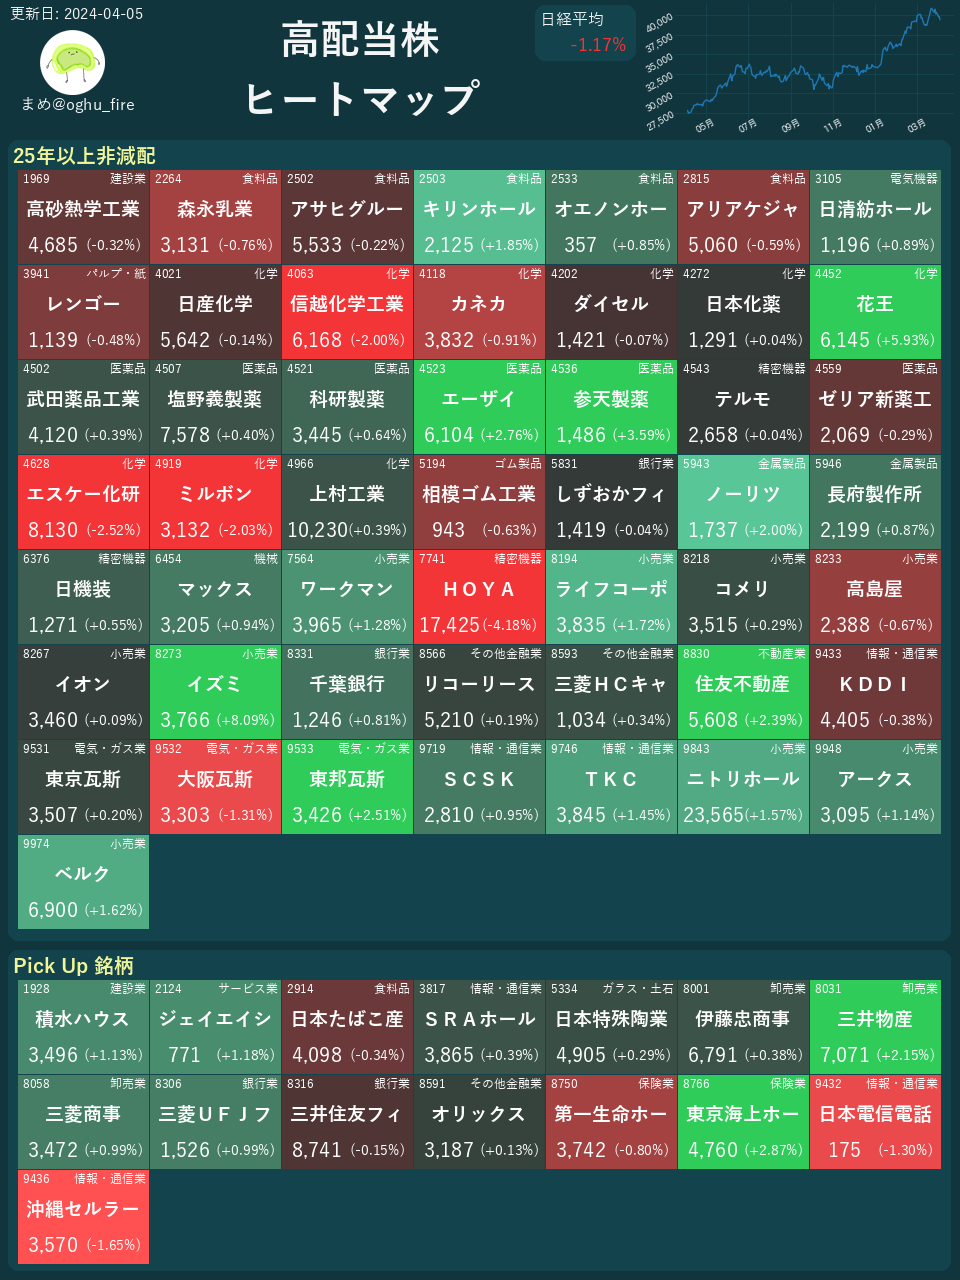 更新日: 2024-04-05
まめ@oghu_fire
高配当株
ヒートマップ
日経平均
-1.17%
40,000
37,500
35,000
32,500
30,000
27,500
05月 07月 09月 11月 01月 03月
25年以上非減配
1969 建設業 2264 食料品 2502 食料品 2503 食料品 2533 食料品 2815 食料品 3105 電気機器
高砂熱学工業 森永乳業 アサヒグルー キリンホール オエノンホー アリアケジャ 日清紡ホール
4,685 (-0.32%) 3,131 (-0.76%) 5,533 (-0.22%) 2,125 (+1.85%) 357 (+0.85%) 5,060 (-0.59%) 1,196 (+0.89%)
3941 パルプ・紙 4021 化学 4063 化学 4118 化学 4202 化学 4272 化学 4452 化学
レンゴー 日産化学 信越化学工業 カネカ ダイセル 日本化薬 花王
1,139 (-0.48%) 5,642 (-0.14%) 6,168 (-2.00%) 3,832 (-0.91%) 1,421 (-0.07%) 1,291 (+0.04%) 6,145 (+5.93%)
4502 医薬品 4507 医薬品 4521 医薬品 4523 医薬品 4536 医薬品 4543 精密機器 4559 医薬品
武田薬品工業 塩野義製薬 科研製薬 エーザイ 参天製薬 テルモ ゼリア新薬工
4,120 (+0.39%) 7,578 (+0.40%) 3,445 (+0.64%) 6,104 (+2.76%) 1,486 (+3.59%) 2,658 (+0.04%) 2,069 (-0.29%)
4628 化学 4919 化学 4966 化学 5194 ゴム製品 5831 銀行業 5943 金属製品 5946 金属製品
エスケー化研 ミルボン 上村工業 相模ゴム工業 しずおかフィ ノーリツ 長府製作所
8,130 (-2.52%) 3,132 (-2.03%) 10,230(+0.39%) 943 (-0.63%) 1,419 (-0.04%) 1,737 (+2.00%) 2,199 (+0.87%)
6376 精密機器 6454 機械 7564 小売業 7741 精密機器 8194 小売業 8218 小売業 8233 小売業
日機装 マックス ワークマン ＨＯＹＡ ライフコーポ コメリ 高島屋
1,271 (+0.55%) 3,205 (+0.94%) 3,965 (+1.28%) 17,425(-4.18%) 3,835 (+1.72%) 3,515 (+0.29%) 2,388 (-0.67%)
8267 小売業 8273 小売業 8331 銀行業 8566 その他金融業 8593 その他金融業 8830 不動産業 9433 情報・通信業
イオン イズミ 千葉銀行 リコーリース 三菱ＨＣキャ 住友不動産 ＫＤＤＩ
3,460 (+0.09%) 3,766 (+8.09%) 1,246 (+0.81%) 5,210 (+0.19%) 1,034 (+0.34%) 5,608 (+2.39%) 4,405 (-0.38%)
9531 電気・ガス業 9532 電気・ガス業 9533 電気・ガス業 9719 情報・通信業 9746 情報・通信業 9843 小売業 9948 小売業
東京瓦斯 大阪瓦斯 東邦瓦斯 ＳＣＳＫ ＴＫＣ ニトリホール アークス
3,507 (+0.20%) 3,303 (-1.31%) 3,426 (+2.51%) 2,810 (+0.95%) 3,845 (+1.45%) 23,565(+1.57%) 3,095 (+1.14%)
9974 小売業
ベルク
6,900 (+1.62%)
Pick Up 銘柄
1928 建設業 2124 サービス業 2914 食料品 3817 情報・通信業 5334 ガラス・土石 8001 卸売業 8031 卸売業
積水ハウス ジェイエイシ 日本たばこ産 ＳＲＡホール 日本特殊陶業 伊藤忠商事 三井物産
3,496 (+1.13%) 771 (+1.18%) 4,098 (-0.34%) 3,865 (+0.39%) 4,905 (+0.29%) 6,791 (+0.38%) 7,071 (+2.15%)
8058 卸売業 8306 銀行業 8316 銀行業 8591 その他金融業 8750 保険業 8766 保険業 9432 情報・通信業
三菱商事 三菱ＵＦＪフ 三井住友フィ オリックス 第一生命ホー 東京海上ホー 日本電信電話
3,472 (+0.99%) 1,526 (+0.99%) 8,741 (-0.15%) 3,187 (+0.13%) 3,742 (-0.80%) 4,760 (+2.87%) 175 (-1.30%)
9436 情報・通信業
沖縄セルラー
3,570 (-1.65%)